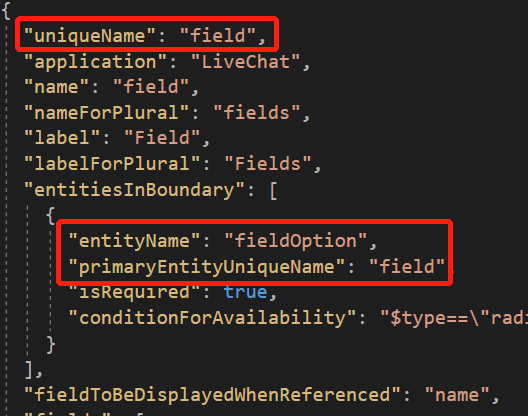 {
"uniqueName": "field",
"application": "LiveChat",
"name": "field",
"nameForPlural": "fields",
"label": "Field",
"labelForPlural": "Fields",
"entitiesInBoundary": [
{
"entityName": "fieldOption",
"primaryEntityUniqueName": "field",
"isRequired": true,
"conditionForAvailability": "$type==\"radi
}
],
"fieldToBeDisplayedWhenReferenced": "name",